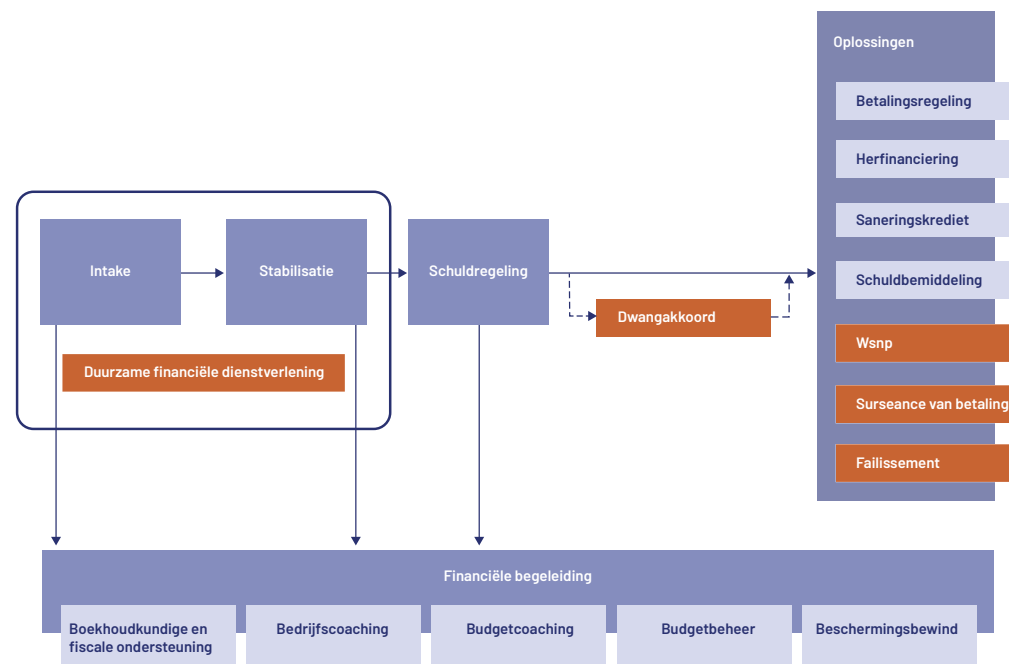 Oplossingen
Betalingsregeling
Herfinanciering
Saneringskrediet
Schuldbemiddeling
Wsnp
Surseance van betaling
Failissement
Intake
Stabilisatie
Schuldregeling
Dwangakkoord
Duurzame financiële dienstverlening
Financiële begeleiding
Boekhoudkundige en
fiscale ondersteuning
Bedrijfscoaching
Budgetcoaching
Budgetbeheer
Beschermingsbewind